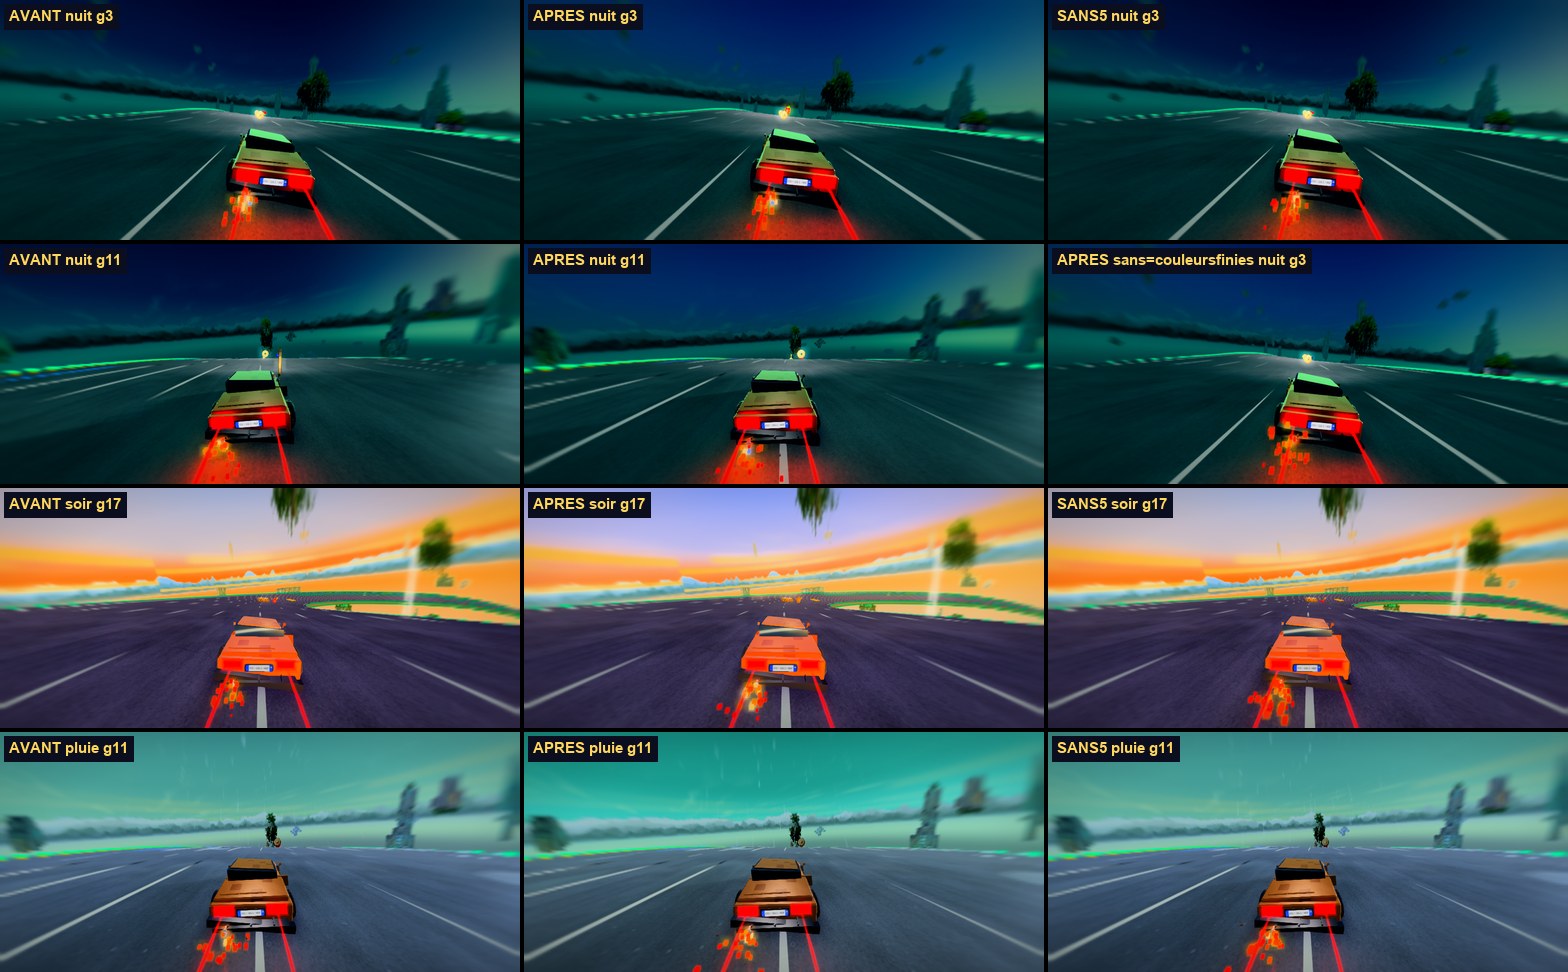 AVANT nuit g3
APRES nuit g3
SANS5 nuit g3
AVANT nuit g11
APRES nuit g11
APRES sans=couleursfinies nuit g3
AVANT soir g17
APRES soir g17
SANS5 soir g17
AVANT pluie g11
APRES pluie g11
SANS5 pluie g11